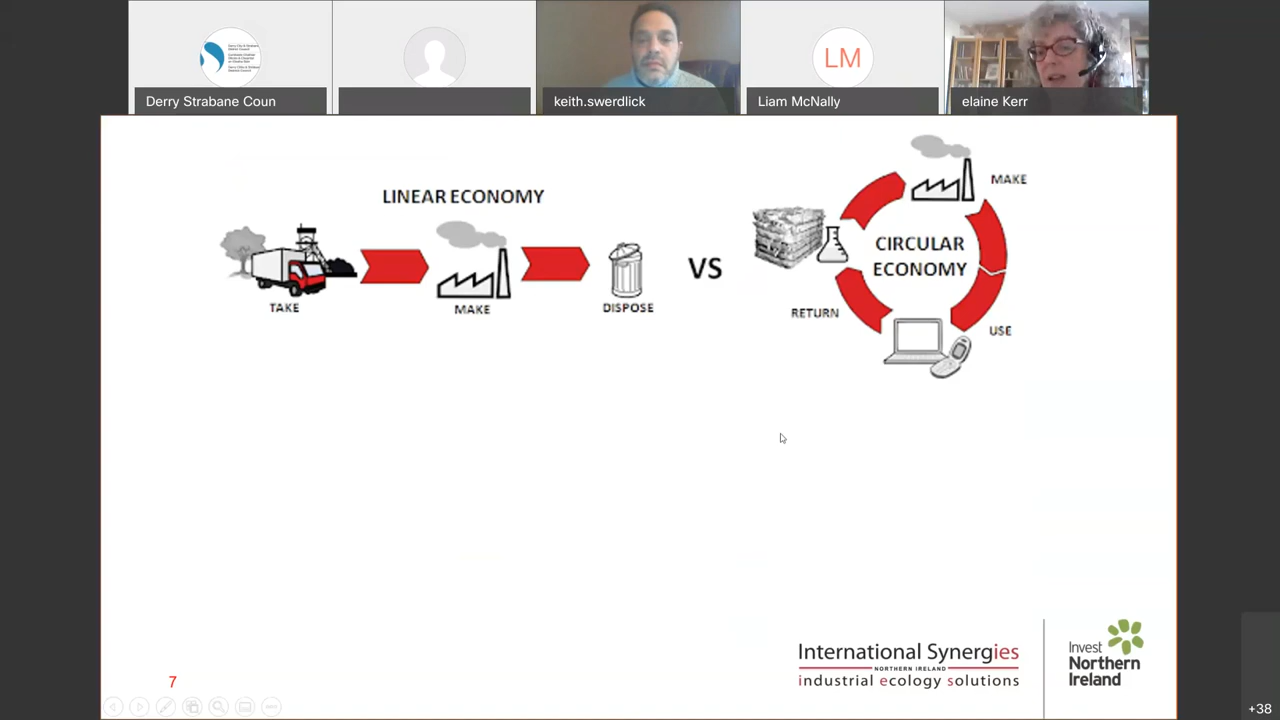 Derry Strabane Coun
keith.swerdlick
LM
Liam McNally
elaine Kerr
LINEAR ECONOMY
TAKE
MAKE
DISPOSE
VS
MAKE
CIRCULAR
ECONOMY
RETURN
USE
International Synergies
NORTHERN IRELAND
industrial ecology solutions
Invest
Northern
Ireland
7
+38